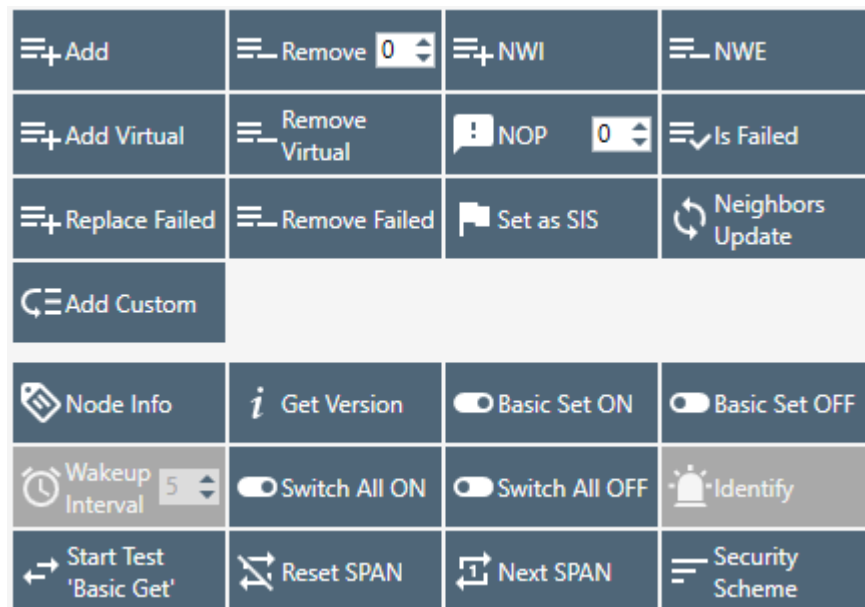 Add
Remove 0
NWI
NWE
Add Virtual
Remove
Virtual
NOP 0
Is Failed
Replace Failed
Remove Failed
Set as SIS
Neighbors
Update
Add Custom
Node Info
Get Version
Basic Set ON
Basic Set OFF
Wakeup
Interval 5
Switch All ON
Switch All OFF
Identify
Start Test
'Basic Get'
Reset SPAN
1 Next SPAN
Security
Scheme